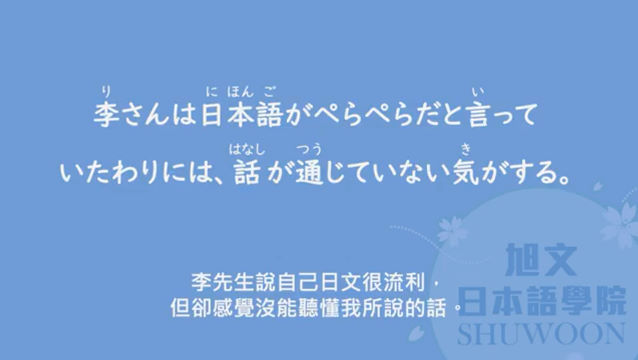 り にほんご い
李さんは日本語がぺらぺらだと言って
はなし つう き
いたわりには、話が通じていない気がする。
李先生說自己日文很流利，
但卻感覺沒能聽懂我所說的話。
旭文
日本語學院
SHUWOON